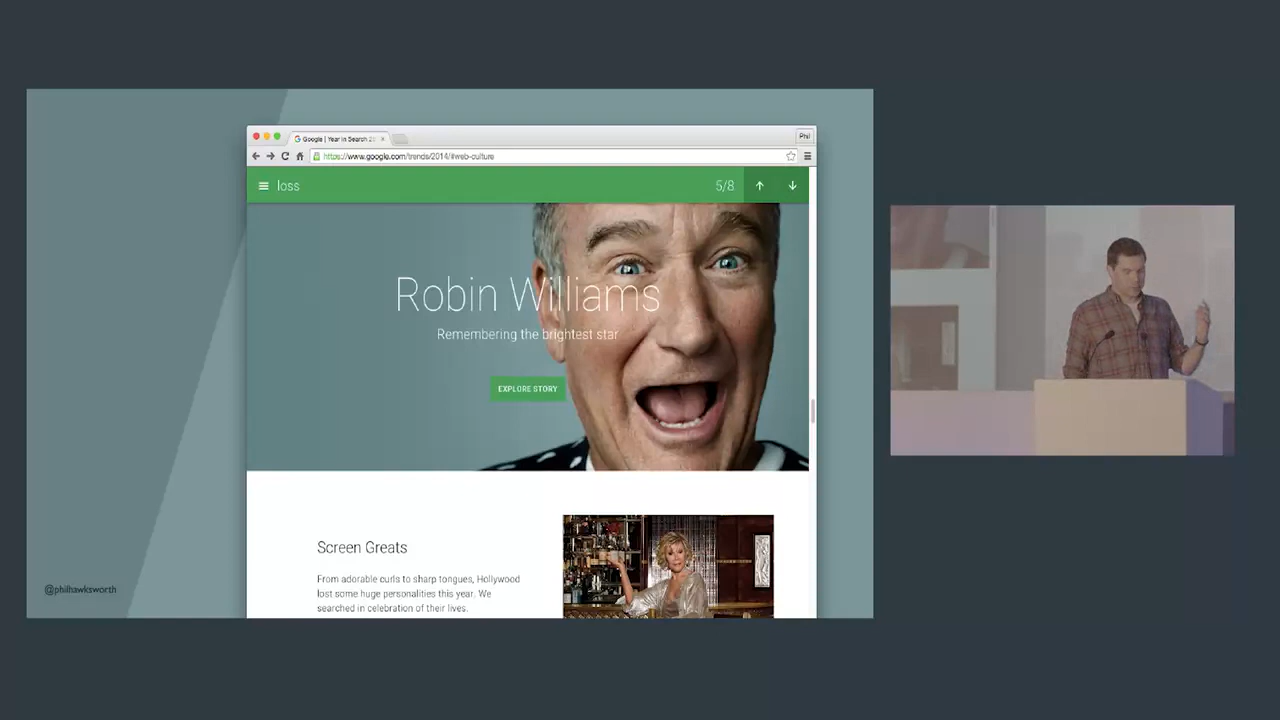 Google | Year in Search 20
Phil
https://www.google.com/trends/2014/#web-culture
loss
5/8
Robin Williams
Remembering the brightest star
EXPLORE STORY
Screen Greats
From adorable curls to sharp tongues, Hollywood
lost some huge personalities this year. We
searched in celebration of their lives.
@philhawksworth